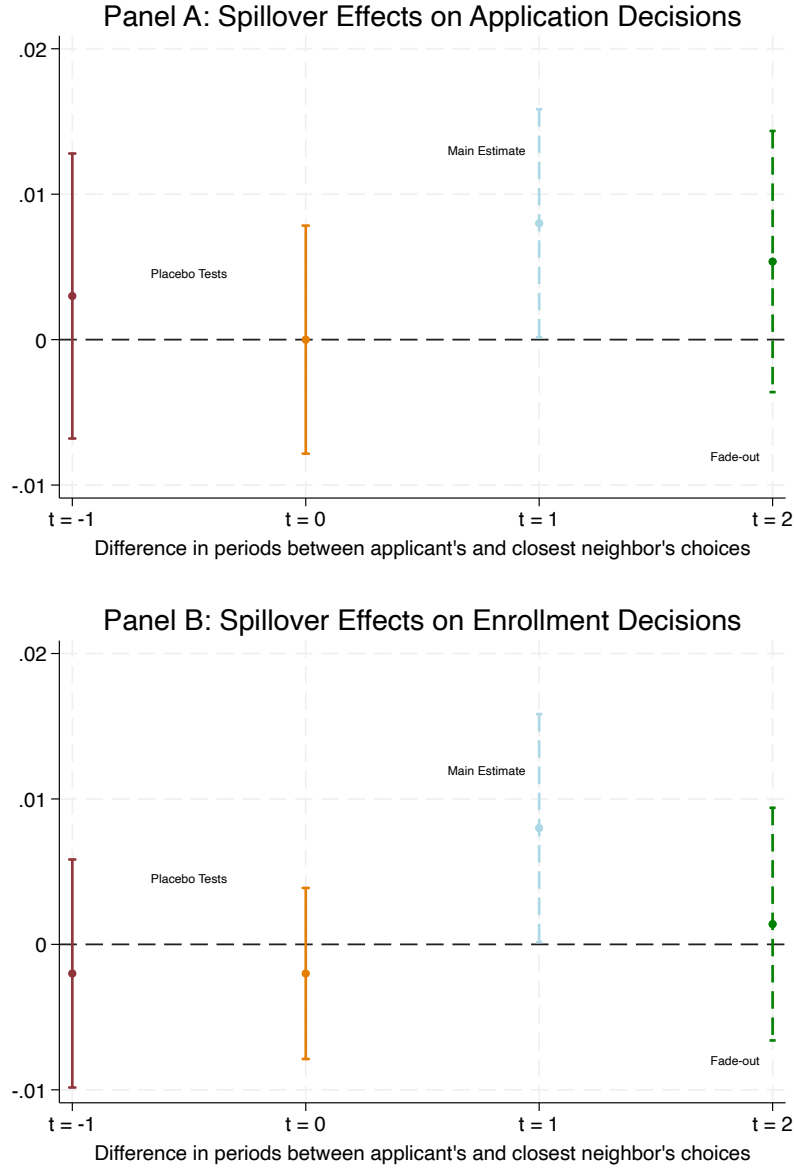 Panel A: Spillover Effects on Application Decisions
.02
Main Estimate
.01
Placebo Tests
0
Fade-out
-.01
t = -1 t = 0 t = 1 t = 2
Difference in periods between applicant's and closest neighbor's choices
Panel B: Spillover Effects on Enrollment Decisions
.02
.01
Main Estimate
Placebo Tests
0
Fade-out
-.01
t = -1 t = 0 t = 1 t = 2
Difference in periods between applicant's and closest neighbor's choices